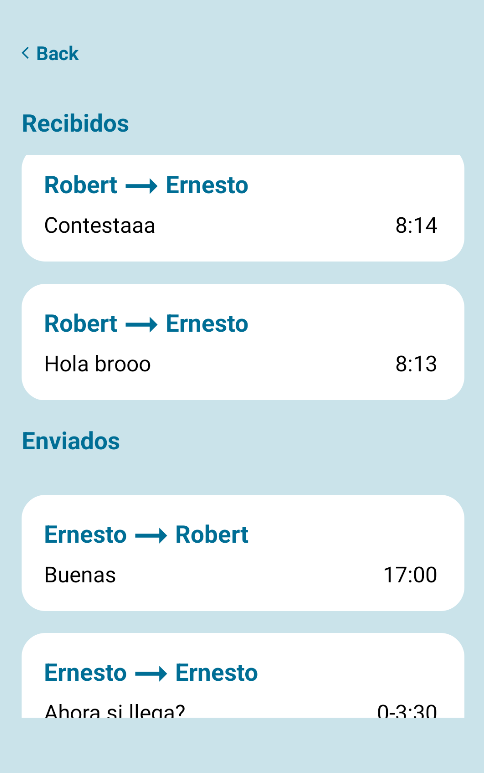 Back
Recibidos
Robert → Ernesto
Contestaaa 8:14
Robert → Ernesto
Hola brooo 8:13
Enviados
Ernesto → Robert
Buenas 17:00
Ernesto → Ernesto
Ahora si llega? 0-3:30